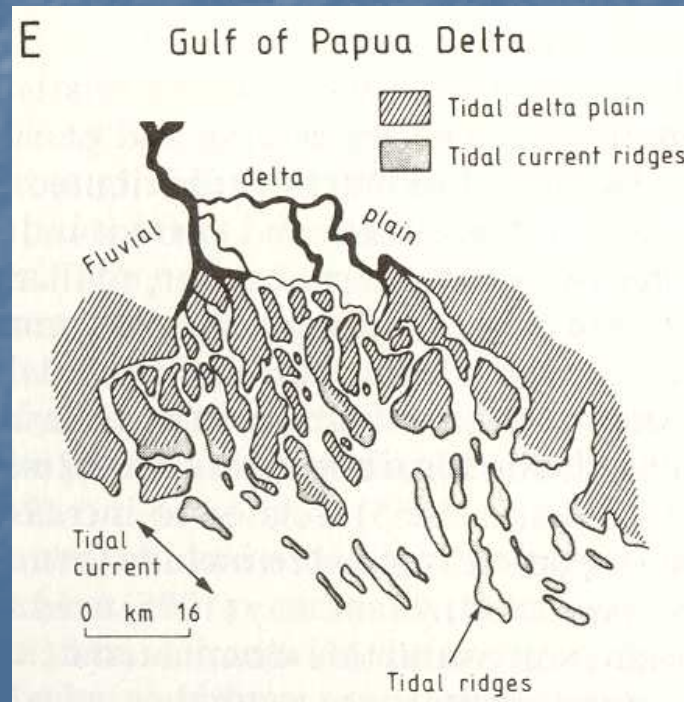 E
Gulf of Papua Delta
Tidal delta plain
Tidal current ridges
Fluvial delta plain
Tidal
current
0 km 16
Tidal ridges